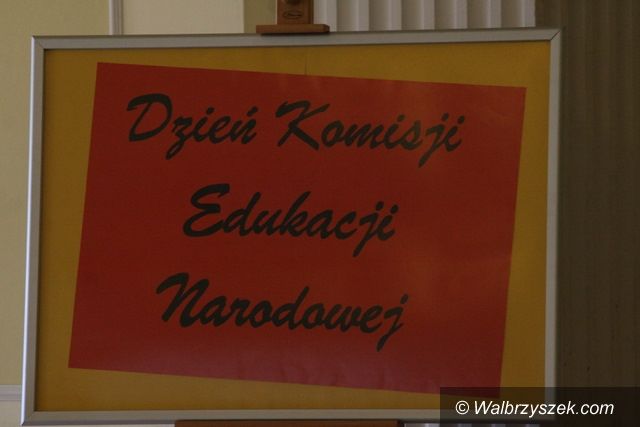 Dzień Komisji
Edukacji
Narodowej
© Walbrzyszek.com